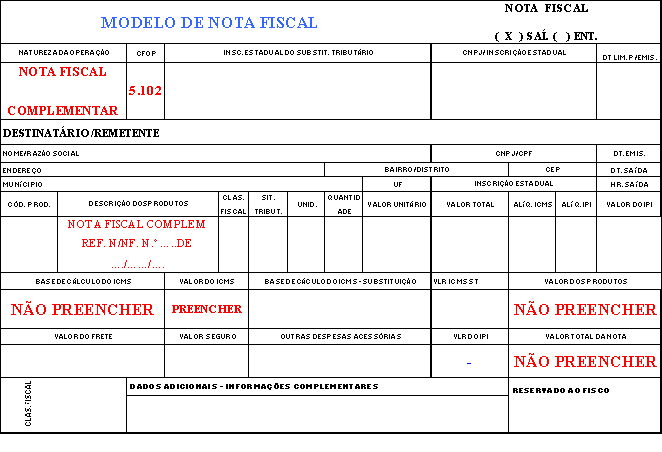 MODELO DE NOTA FISCAL
NOTA FISCAL
( X ) SAÍ. ( ) ENT.
NATUREZA DA OPERAÇÃO
CFOP
INSC. ESTADUAL DO SUBSTIT. TRIBUTÁRIO
CNPJ/ INSCRIÇÃO ESTADUAL
DT LIM. P/EMIS.
NOTA FISCAL
COMPLEMENTAR
5.102
DESTINATÁRIO/REMETENTE
NOME/RAZÃO SOCIAL
CNPJ/CPF
DT. EMIS.
ENDEREÇO
BAIRRO/DISTRITO
CEP
DT. SAÍDA
MUNÍCIPIO
UF
INSCRIÇÃO ESTADUAL
HR. SAÍDA
CÓD. PROD.
DESCRIÇÃO DOS PRODUTOS
CLAS.
FISCAL
SIT.
TRIBUT.
UNID.
QUANTID
ADE
VALOR UNITÁRIO
VALOR TOTAL
ALÍQ. ICMS
ALÍQ. IPI
VALOR DO IPI
NOTA FISCAL COMPLEM
REF. N/NF. N.º .....DE
..../....../....
BASE DE CÁLCULO DO ICMS
VALOR DO ICMS
BASE DE CÁLCULO DO ICMS - SUBSTITUIÇÃO
VLR ICMS ST
VALOR DOS PRODUTOS
NÃO PREENCHER
PREENCHER
NÃO PREENCHER
VALOR DO FRETE
VALOR SEGURO
OUTRAS DESPESAS ACESSÓRIAS
VLR DO IPI
VALOR TOTAL DA NOTA
-
NÃO PREENCHER
CLAS. FISCAL
DADOS ADICIONAIS - INFORMAÇÕES COMPLEMENTARES
RESERVADO AO FISCO